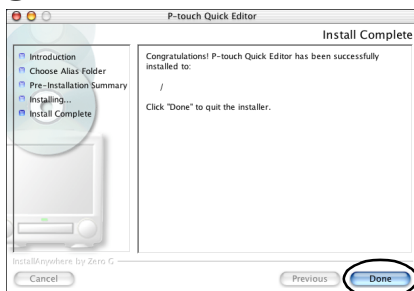 P-touch Quick Editor
Install Complete
Introduction
Choose Alias Folder
Pre-Installation Summary
Installing...
Install Complete
Congratulations! P-touch Quick Editor has been successfully
installed to:
/
Click "Done" to quit the installer.
InstallAnywhere by Zero G
Cancel
Previous
Done